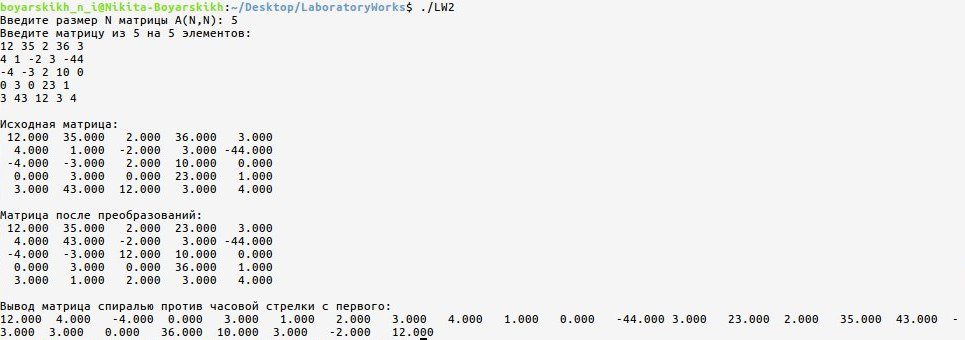 boyarskikh_n_i@Nikita-Boyarskikh:~/Desktop/LaboratoryWorks$ ./LW2
Введите размер N матрицы A(N,N): 5
Введите матрицу из 5 на 5 элементов:
12 35 2 36 3
4 1 -2 3 -44
-4 -3 2 10 0
0 3 0 23 1
3 43 12 3 4
Исходная матрица:
12.000 35.000 2.000 36.000 3.000
4.000 1.000 -2.000 3.000 -44.000
-4.000 -3.000 2.000 10.000 0.000
0.000 3.000 0.000 23.000 1.000
3.000 43.000 12.000 3.000 4.000
Матрица после преобразований:
12.000 35.000 2.000 23.000 3.000
4.000 43.000 -2.000 3.000 -44.000
-4.000 -3.000 12.000 10.000 0.000
0.000 3.000 0.000 36.000 1.000
3.000 1.000 2.000 3.000 4.000
Вывод матрица спиралью против часовой стрелки с первого:
12.000 4.000 -4.000 0.000 3.000 1.000 2.000 3.000 4.000 1.000 0.000 -44.000 3.000 23.000 2.000 35.000 43.000 -
3.000 3.000 0.000 36.000 10.000 3.000 -2.000 12.000